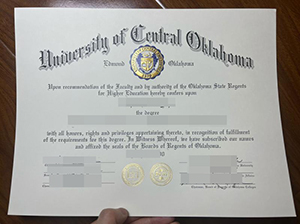 University of Central Oklahoma
Edmond Oklahoma
Upon recommendation of the Faculty and by authority of the Oklahoma State Regents
for Higher Education hereby confers upon
the degree
with all honors, rights and privileges appertaining thereto, in recognition of fulfillment
of the requirements for this degree. In Witness Whereof, we have subscribed our names
and affixed the seals of the Boards of Regents of Oklahoma.